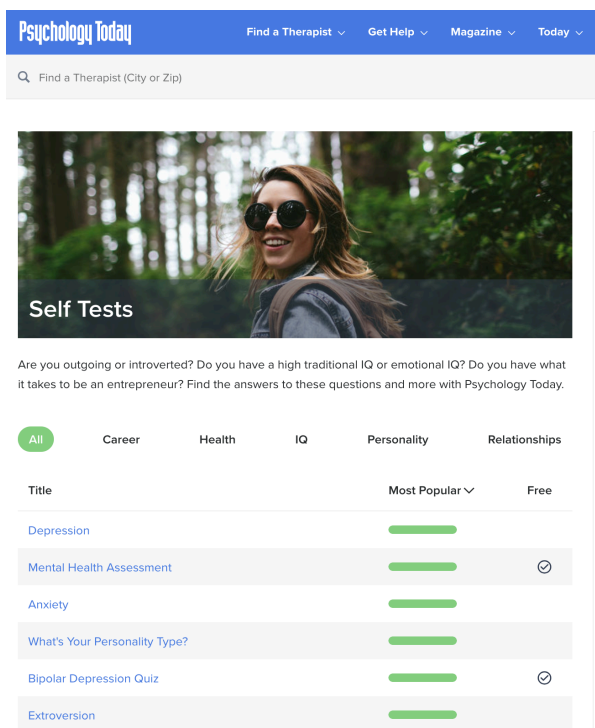 Psychology Today
Find a Therapist Get Help Magazine Today
Find a Therapist (City or Zip)
Self Tests
Are you outgoing or introverted? Do you have a high traditional IQ or emotional IQ? Do you have what
it takes to be an entrepreneur? Find the answers to these questions and more with Psychology Today.
All Career Health IQ Personality Relationships
Title Most Popular Free
Depression
Mental Health Assessment
Anxiety
What's Your Personality Type?
Bipolar Depression Quiz
Extroversion